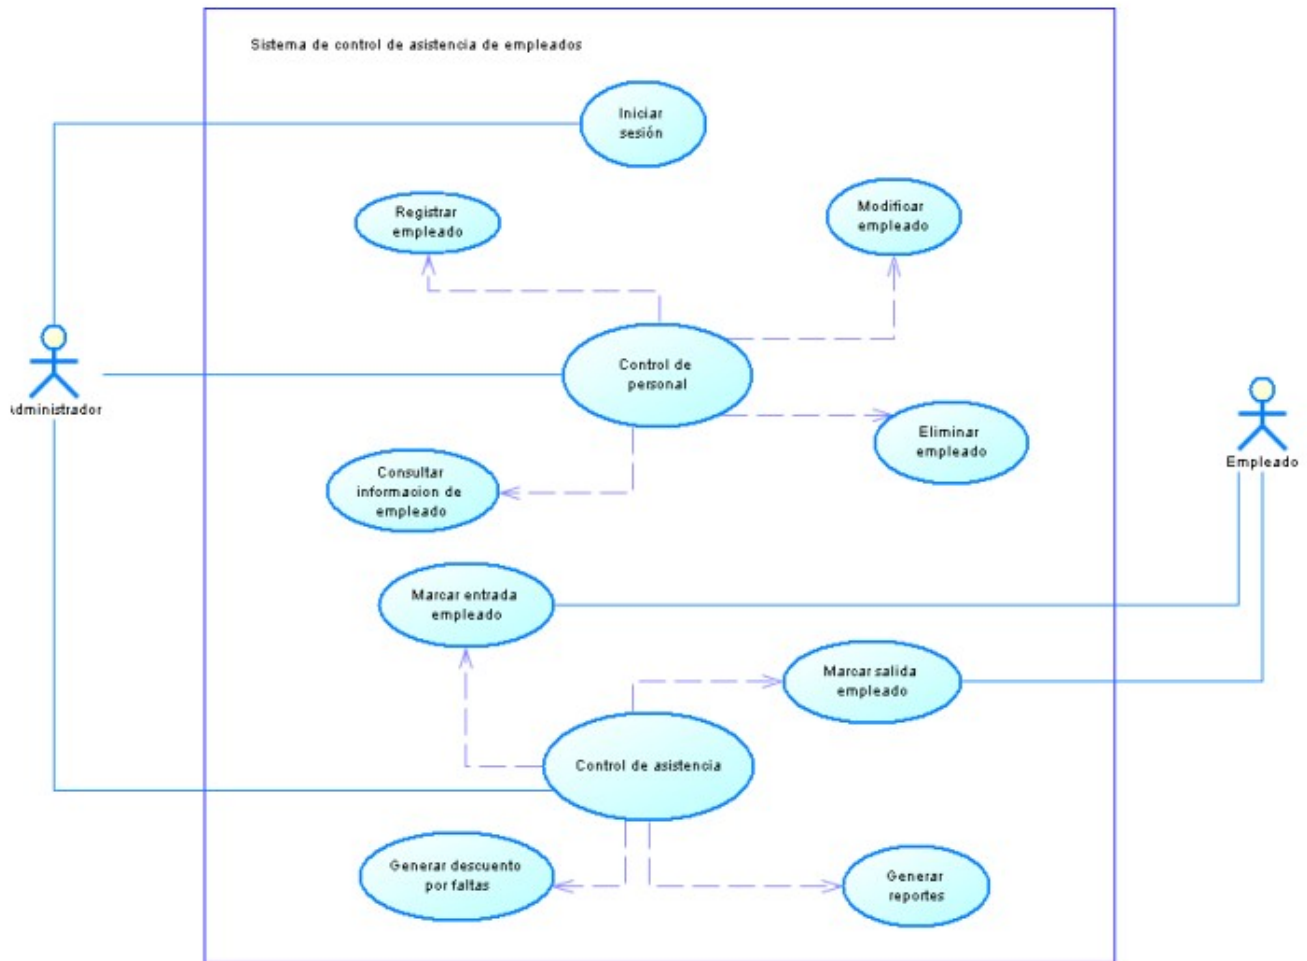 Sistema de control de asistencia de empleados
Iniciar
sesión
Registrar
empleado
Modificar
empleado
Control de
personal
dministrador
Eliminar
empleado
Empleado
Consultar
informacion de
empleado
Marcar entrada
empleado
Marcar salida
empleado
Control de asistencia
Generar descuento
por faltas
Generar
reportes